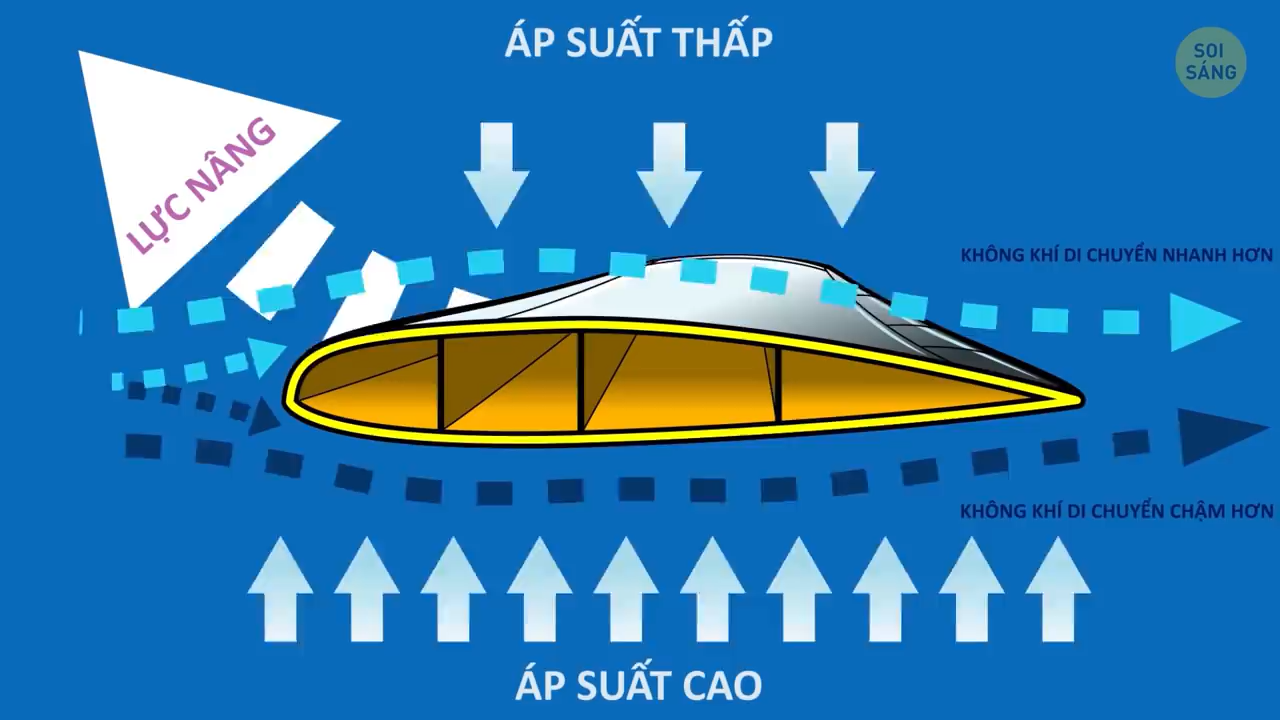 ÁP SUẤT THẤP
SOI
SÁNG
LỰC NÂNG
KHÔNG KHÍ DI CHUYỂN NHANH HƠN
KHÔNG KHÍ DI CHUYỂN CHẬM HƠN
ÁP SUẤT CAO